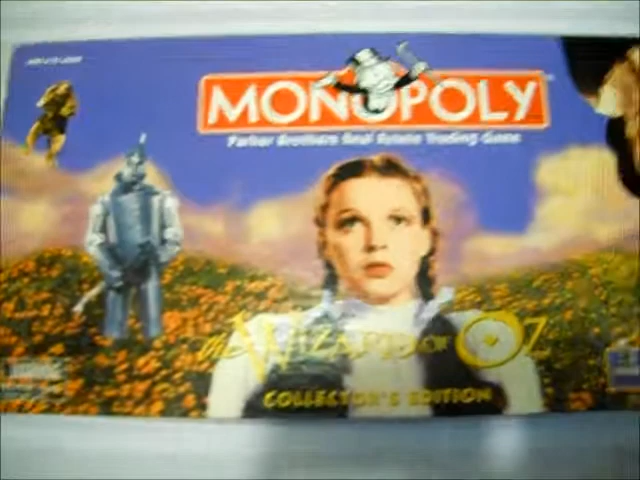 MONOPOLY
Parker Brothers Real Estate Trading Game
THE WIZARD OF OZ
COLLECTOR'S EDITION